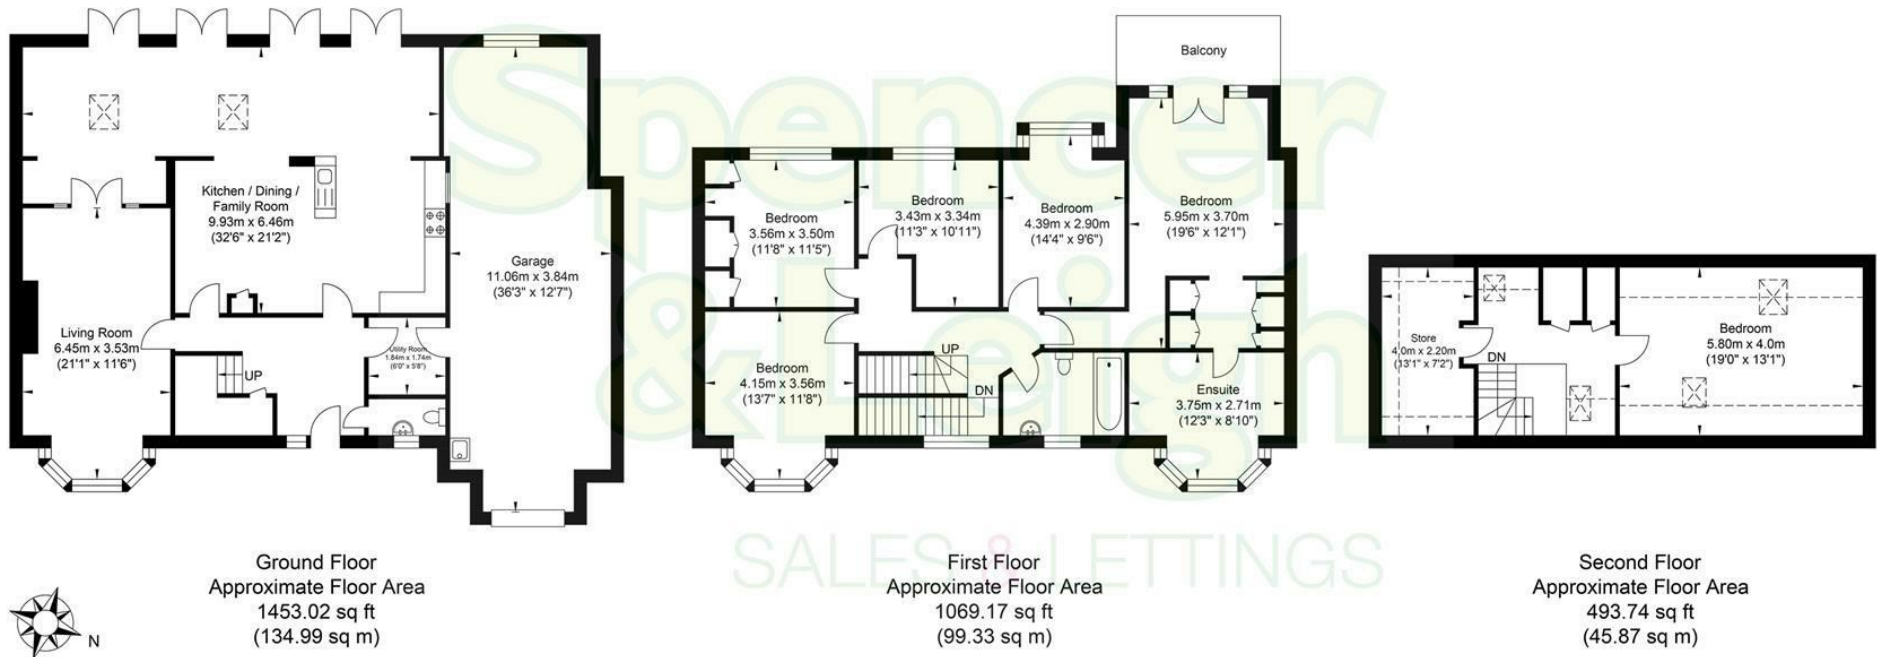 Kitchen / Dining /
Family Room
9.93m x 6.46m
(32'6" x 21'2")
Living Room
6.45m x 3.53m
(21'1" x 11'6")
UP
Utility Room
1.84m x 1.74m
(6'0" x 5'8")
Garage
11.06m x 3.84m
(36'3" x 12'7")
Ground Floor
Approximate Floor Area
1453.02 sq ft
(134.99 sq m)
N
Balcony
Bedroom
3.56m x 3.50m
(11'8" x 11'5")
Bedroom
3.43m x 3.34m
(11'3" x 10'11")
Bedroom
4.39m x 2.90m
(14'4" x 9'6")
Bedroom
5.95m x 3.70m
(19'6" x 12'1")
Bedroom
4.15m x 3.56m
(13'7" x 11'8")
UP
DN
Ensuite
3.75m x 2.71m
(12'3" x 8'10")
First Floor
Approximate Floor Area
1069.17 sq ft
(99.33 sq m)
Store
4.0m x 2.20m
(13'1" x 7'2")
DN
Bedroom
5.80m x 4.0m
(19'0" x 13'1")
Second Floor
Approximate Floor Area
493.74 sq ft
(45.87 sq m)
Spencer
& Leigh
SALES & LETTINGS